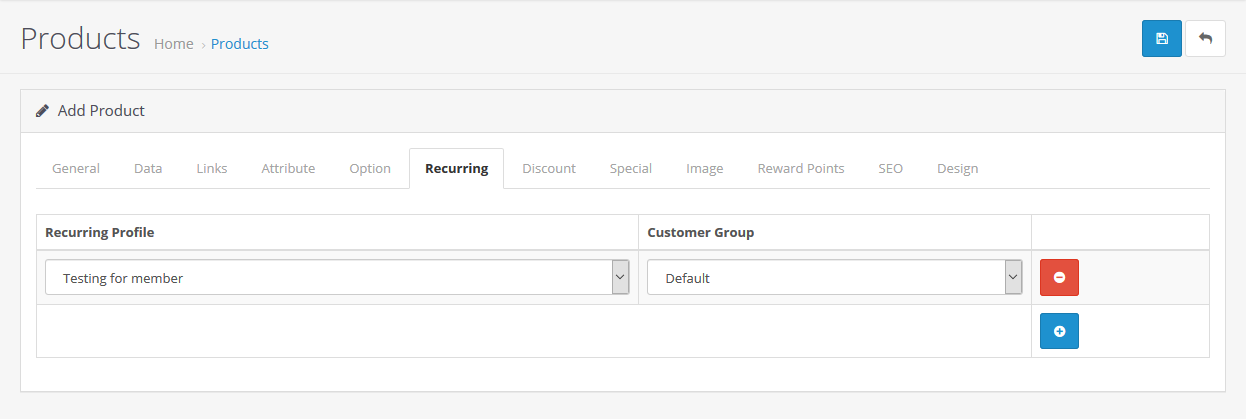 Products Home › Products
Add Product
General Data Links Attribute Option Recurring Discount Special Image Reward Points SEO Design
Recurring Profile Customer Group
Testing for member Default